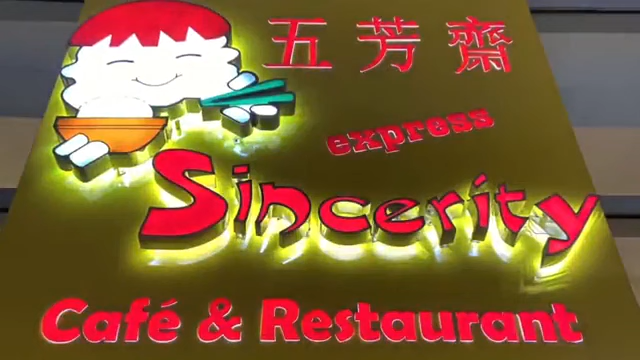 五芳齋
express
Sincerity
Café & Restaurant